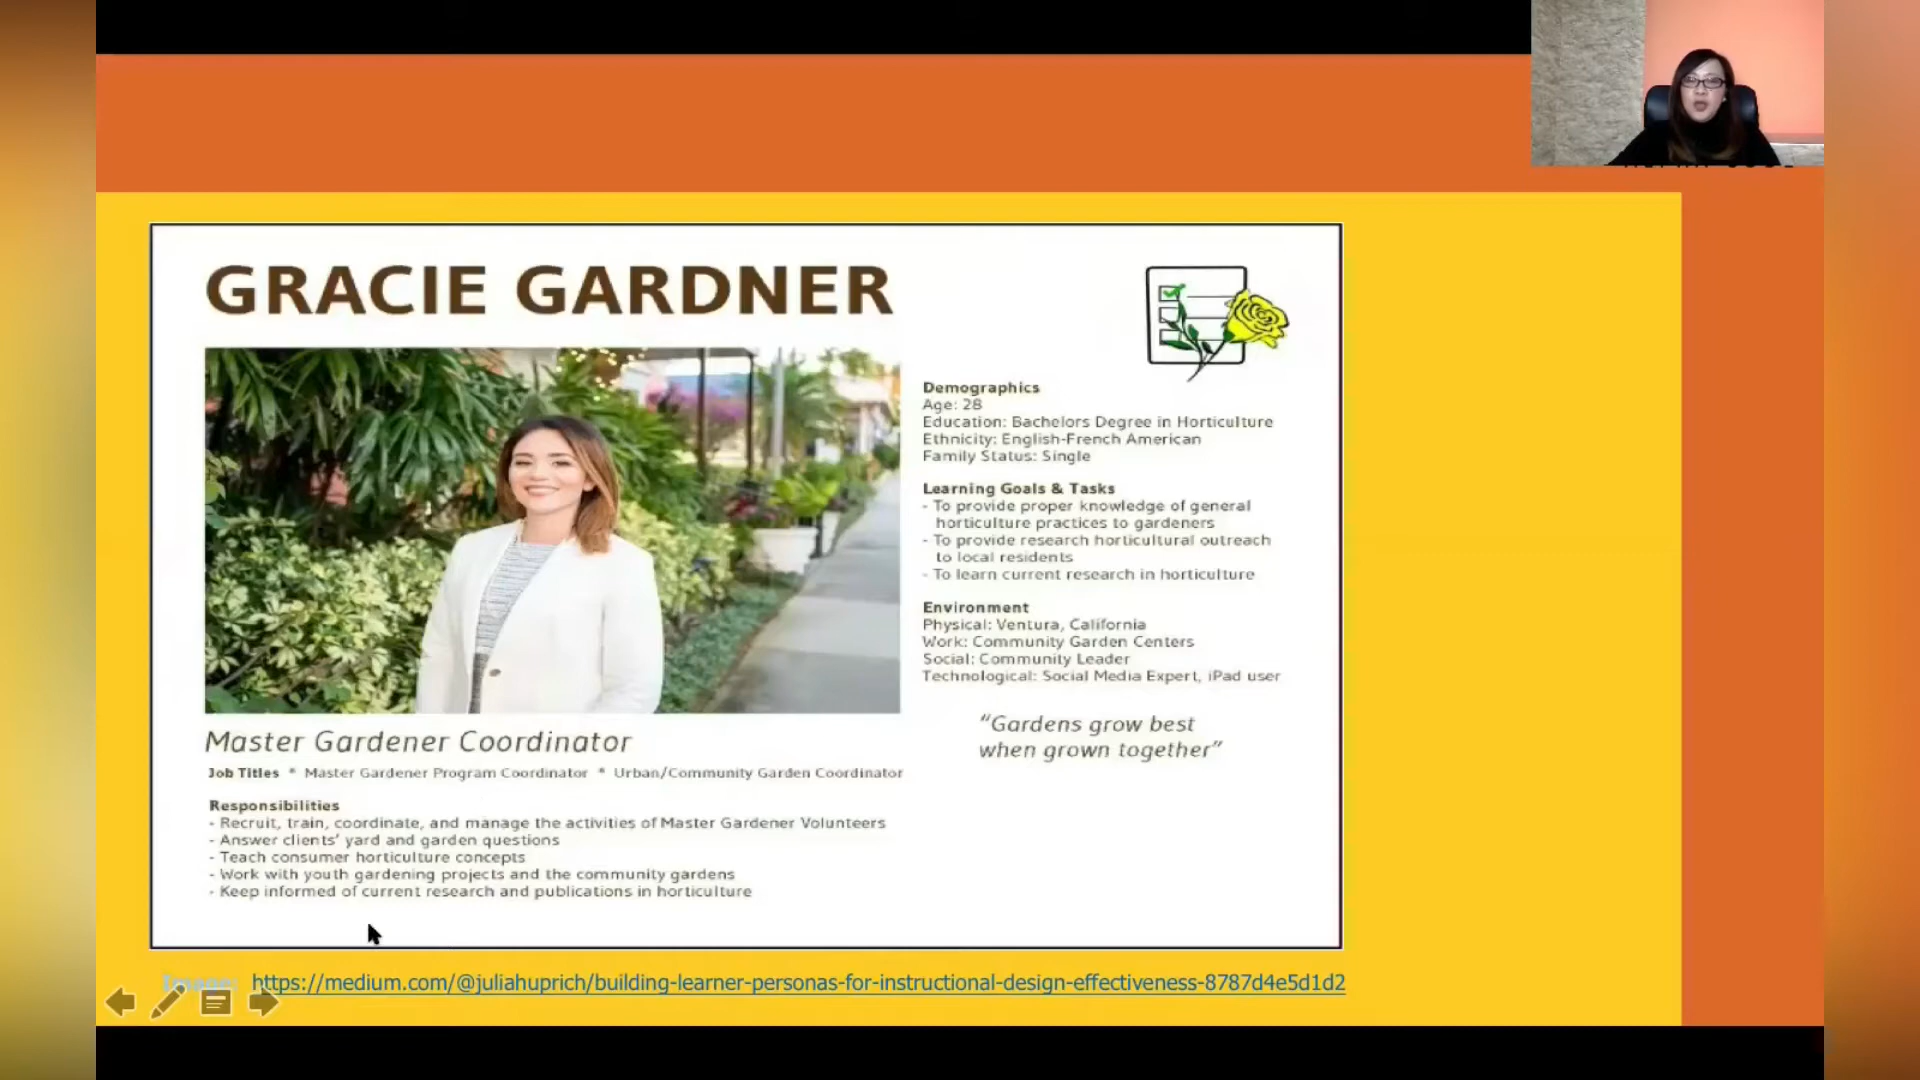 GRACIE GARDNER
Demographics
Age: 28
Education: Bachelors Degree in Horticulture
Ethnicity: English-French American
Family Status: Single
Learning Goals & Tasks
- To provide proper knowledge of general
horticulture practices to gardeners
- To provide research horticultural outreach
to local residents
- To learn current research in horticulture
Environment
Physical: Ventura, California
Work: Community Garden Centers
Social: Community Leader
Technological: Social Media Expert, iPad user
“Gardens grow best
when grown together”
Master Gardener Coordinator
Job Titles * Master Gardener Program Coordinator * Urban/Community Garden Coordinator
Responsibilities
- Recruit, train, coordinate, and manage the activities of Master Gardener Volunteers
- Answer clients’ yard and garden questions
- Teach consumer horticulture concepts
- Work with youth gardening projects and the community gardens
- Keep informed of current research and publications in horticulture
Image: https://medium.com/@juliahuprich/building-learner-personas-for-instructional-design-effectiveness-8787d4e5d1d2